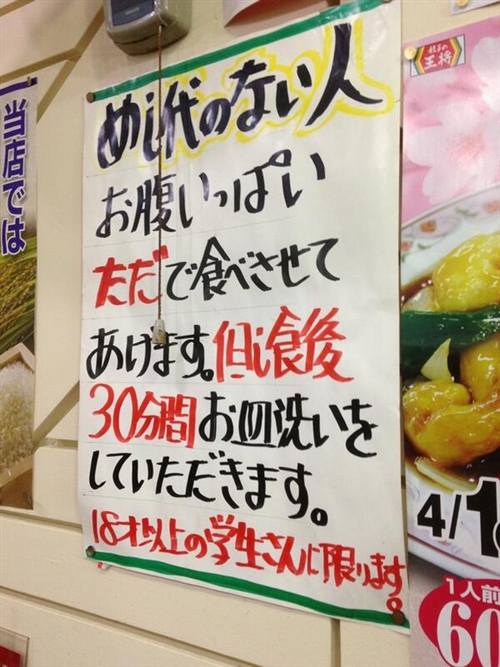 めし代のない人
お腹いっぱい
ただで食べさせて
あげます。但し食後
30分間お皿洗いを
していただきます。
18才以上の学生さんに限ります。
当店では
餃子の
王将
4/1
1人前
60